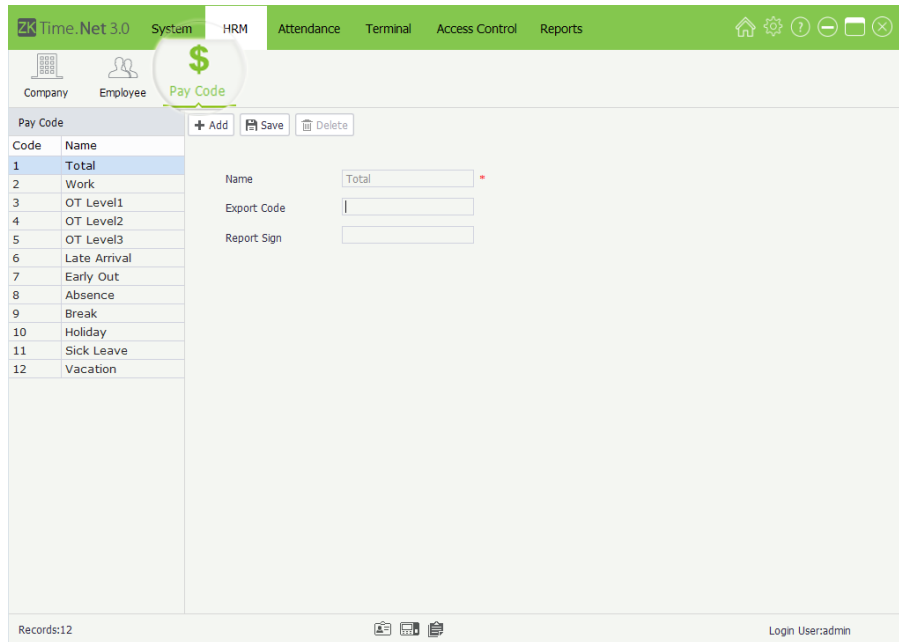 ZK Time.Net 3.0 System HRM Attendance Terminal Access Control Reports
$
Company Employee Pay Code
Pay Code + Add Save Delete
Code Name
1 Total
2 Work
3 OT Level1
4 OT Level2
5 OT Level3
6 Late Arrival
7 Early Out
8 Absence
9 Break
10 Holiday
11 Sick Leave
12 Vacation
Name Total *
Export Code
Report Sign
Records:12 Login User:admin